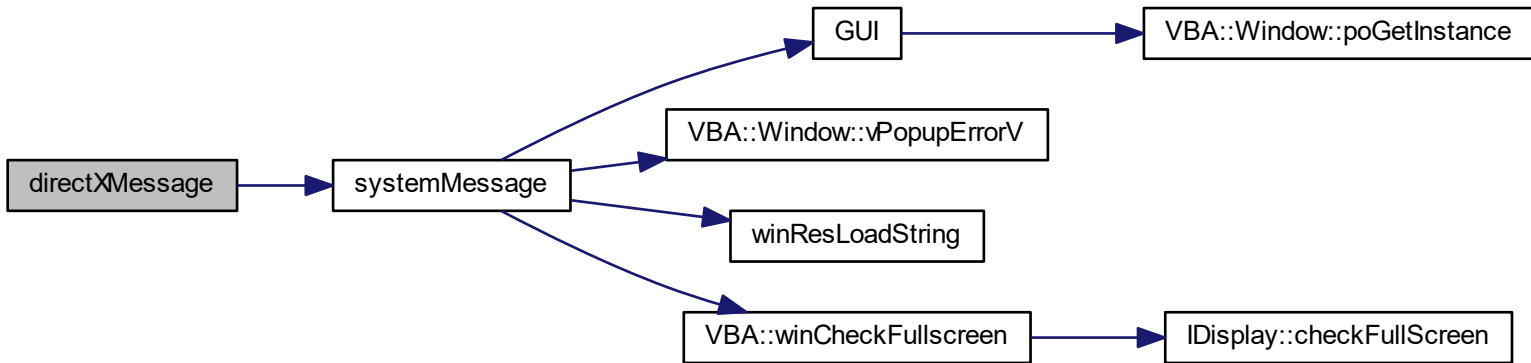 GUI
VBA::Window::poGetInstance
VBA::Window::vPopupErrorV
directXMessage
systemMessage
winResLoadString
VBA::winCheckFullscreen
IDisplay::checkFullScreen